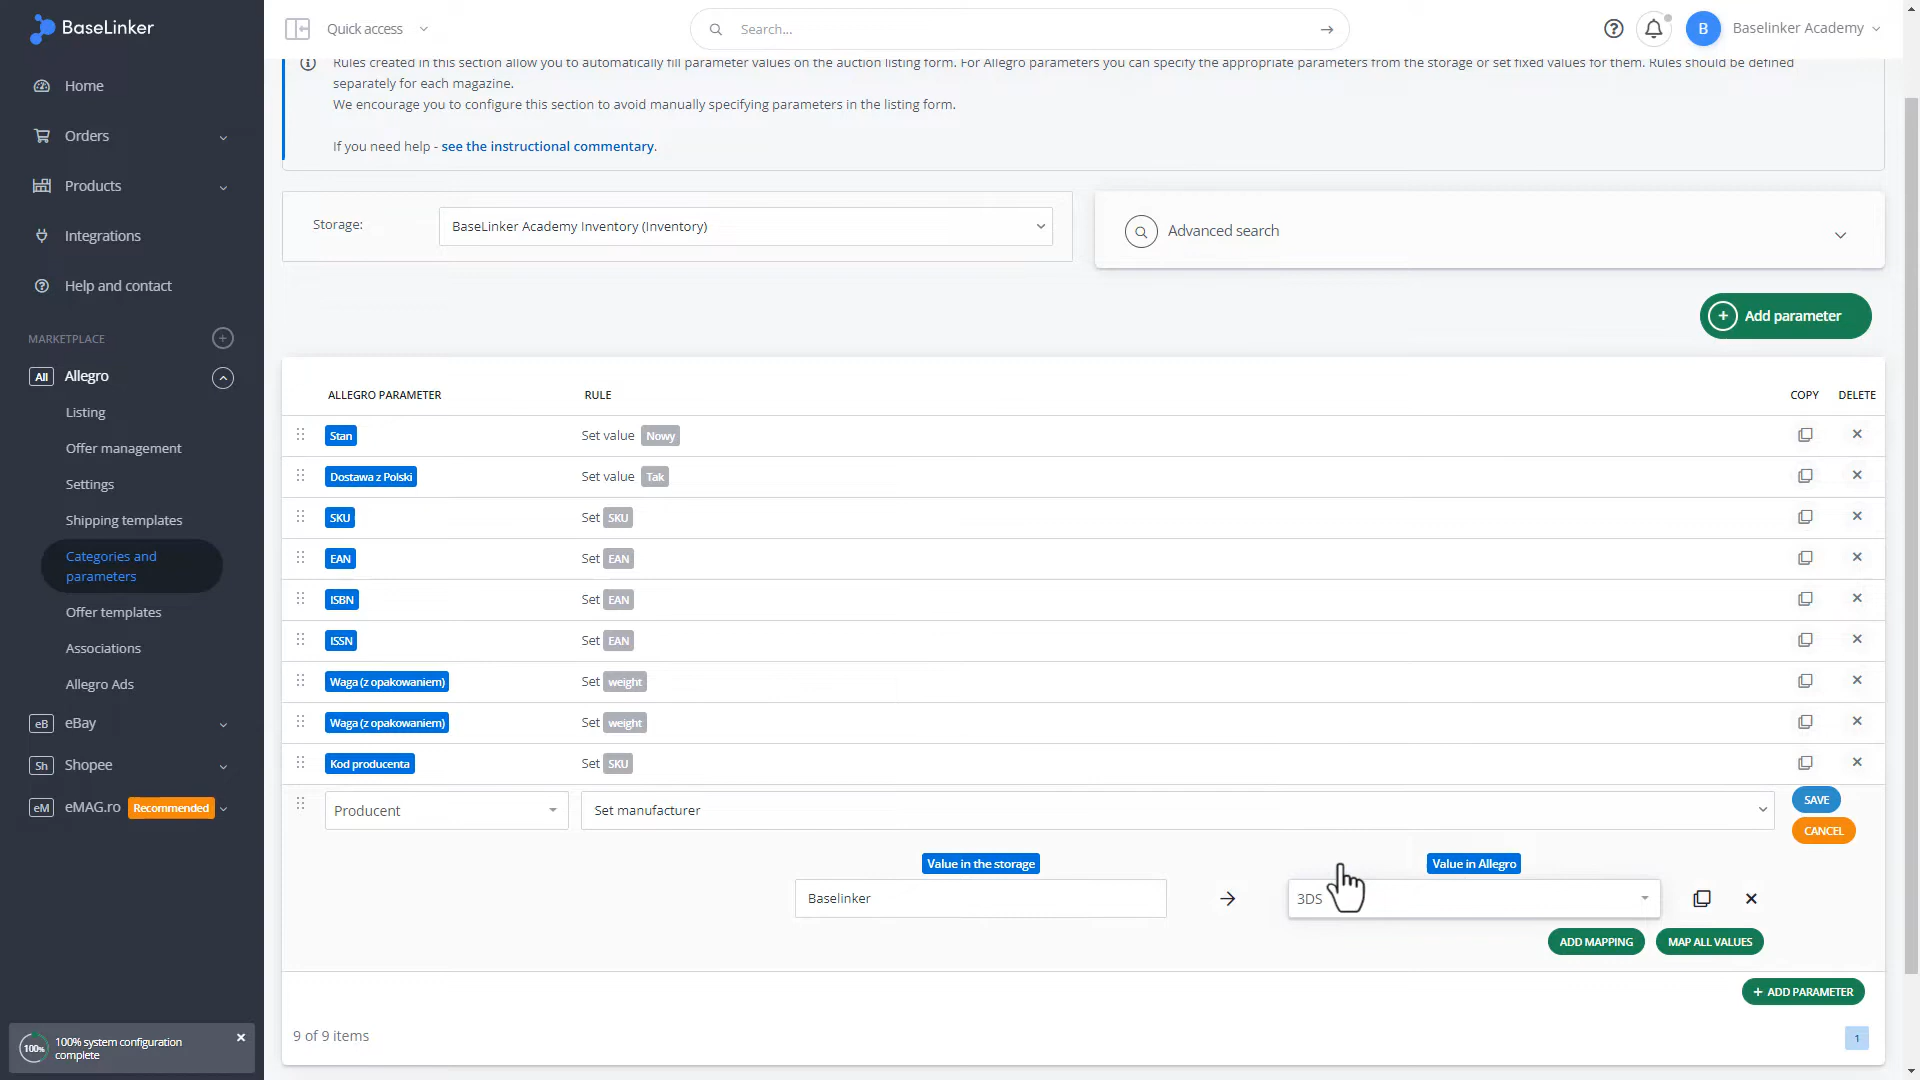 BaseLinker
Quick access
Search...
B
Baselinker Academy
Home
Orders
Products
Integrations
Help and contact
MARKETPLACE
All
Allegro
Listing
Offer management
Settings
Shipping templates
Categories and
parameters
Offer templates
Associations
Allegro Ads
eB
eBay
Sh
Shopee
eM
eMAG.ro
Recommended
100%
100% system configuration
complete
Rules created in this section allow you to automatically fill parameter values on the auction listing form. For Allegro parameters you can specify the appropriate parameters from the storage or set fixed values for them. Rules should be defined
separately for each magazine.
We encourage you to configure this section to avoid manually specifying parameters in the listing form.
If you need help - see the instructional commentary.
Storage:
BaseLinker Academy Inventory (Inventory)
Advanced search
Add parameter
ALLEGRO PARAMETER RULE COPY DELETE
Stan Set value Nowy
Dostawa z Polski Set value Tak
SKU Set SKU
EAN Set EAN
ISBN Set EAN
ISSN Set EAN
Waga (z opakowaniem) Set weight
Waga (z opakowaniem) Set weight
Kod producenta Set SKU
Producent Set manufacturer SAVE
CANCEL
Value in the storage Value in Allegro
Baselinker 3DS
ADD MAPPING MAP ALL VALUES
+ ADD PARAMETER
9 of 9 items
1